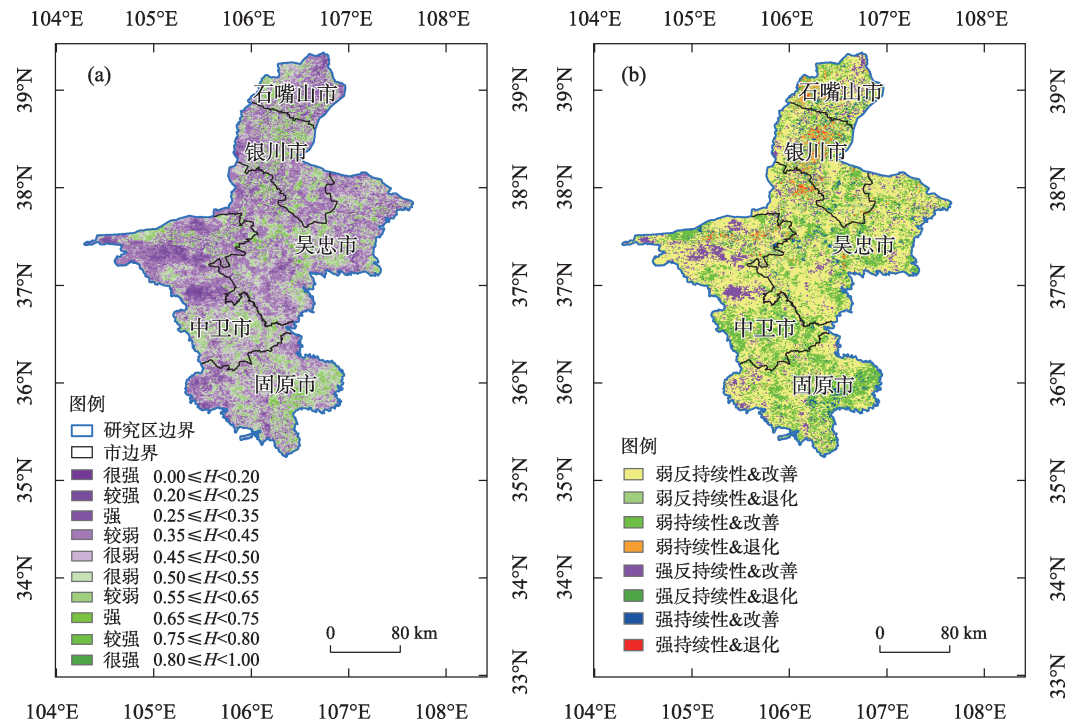 104°E 105°E 106°E 107°E 108°E
104°E 105°E 106°E 107°E 108°E
39°N
38°N
37°N
36°N
35°N
34°N
33°N
(a)
石嘴山市
银川市
吴忠市
中卫市
固原市
图例
研究区边界
市边界
很强 0.00≤H<0.20
较强 0.20≤H<0.25
强 0.25≤H<0.35
较弱 0.35≤H<0.45
很弱 0.45≤H<0.50
很弱 0.50≤H<0.55
较弱 0.55≤H<0.65
强 0.65≤H<0.75
较强 0.75≤H<0.80
很强 0.80≤H<1.00
0 80 km
39°N
38°N
37°N
36°N
35°N
34°N
33°N
(b)
石嘴山市
银川市
吴忠市
中卫市
固原市
图例
弱反持续性&改善
弱反持续性&退化
弱持续性&改善
弱持续性&退化
强反持续性&改善
强反持续性&退化
强持续性&改善
强持续性&退化
0 80 km
39°N
38°N
37°N
36°N
35°N
34°N
33°N
104°E 105°E 106°E 107°E 108°E
104°E 105°E 106°E 107°E 108°E